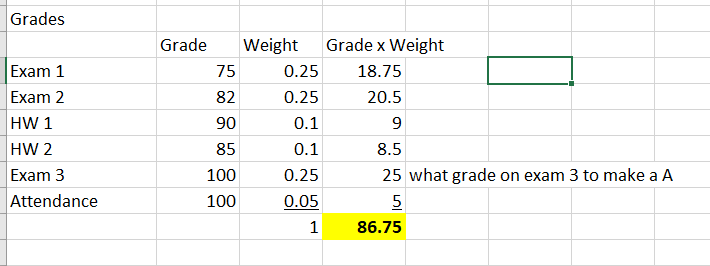 Grades
Grade Weight Grade x Weight
Exam 1 75 0.25 18.75
Exam 2 82 0.25 20.5
HW 1 90 0.1 9
HW 2 85 0.1 8.5
Exam 3 100 0.25 25 what grade on exam 3 to make a A
Attendance 100 0.05 5
1 86.75